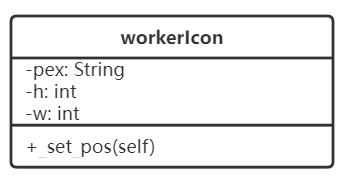 workerIcon
-pex: String
-h: int
-w: int
+_set_pos(self)